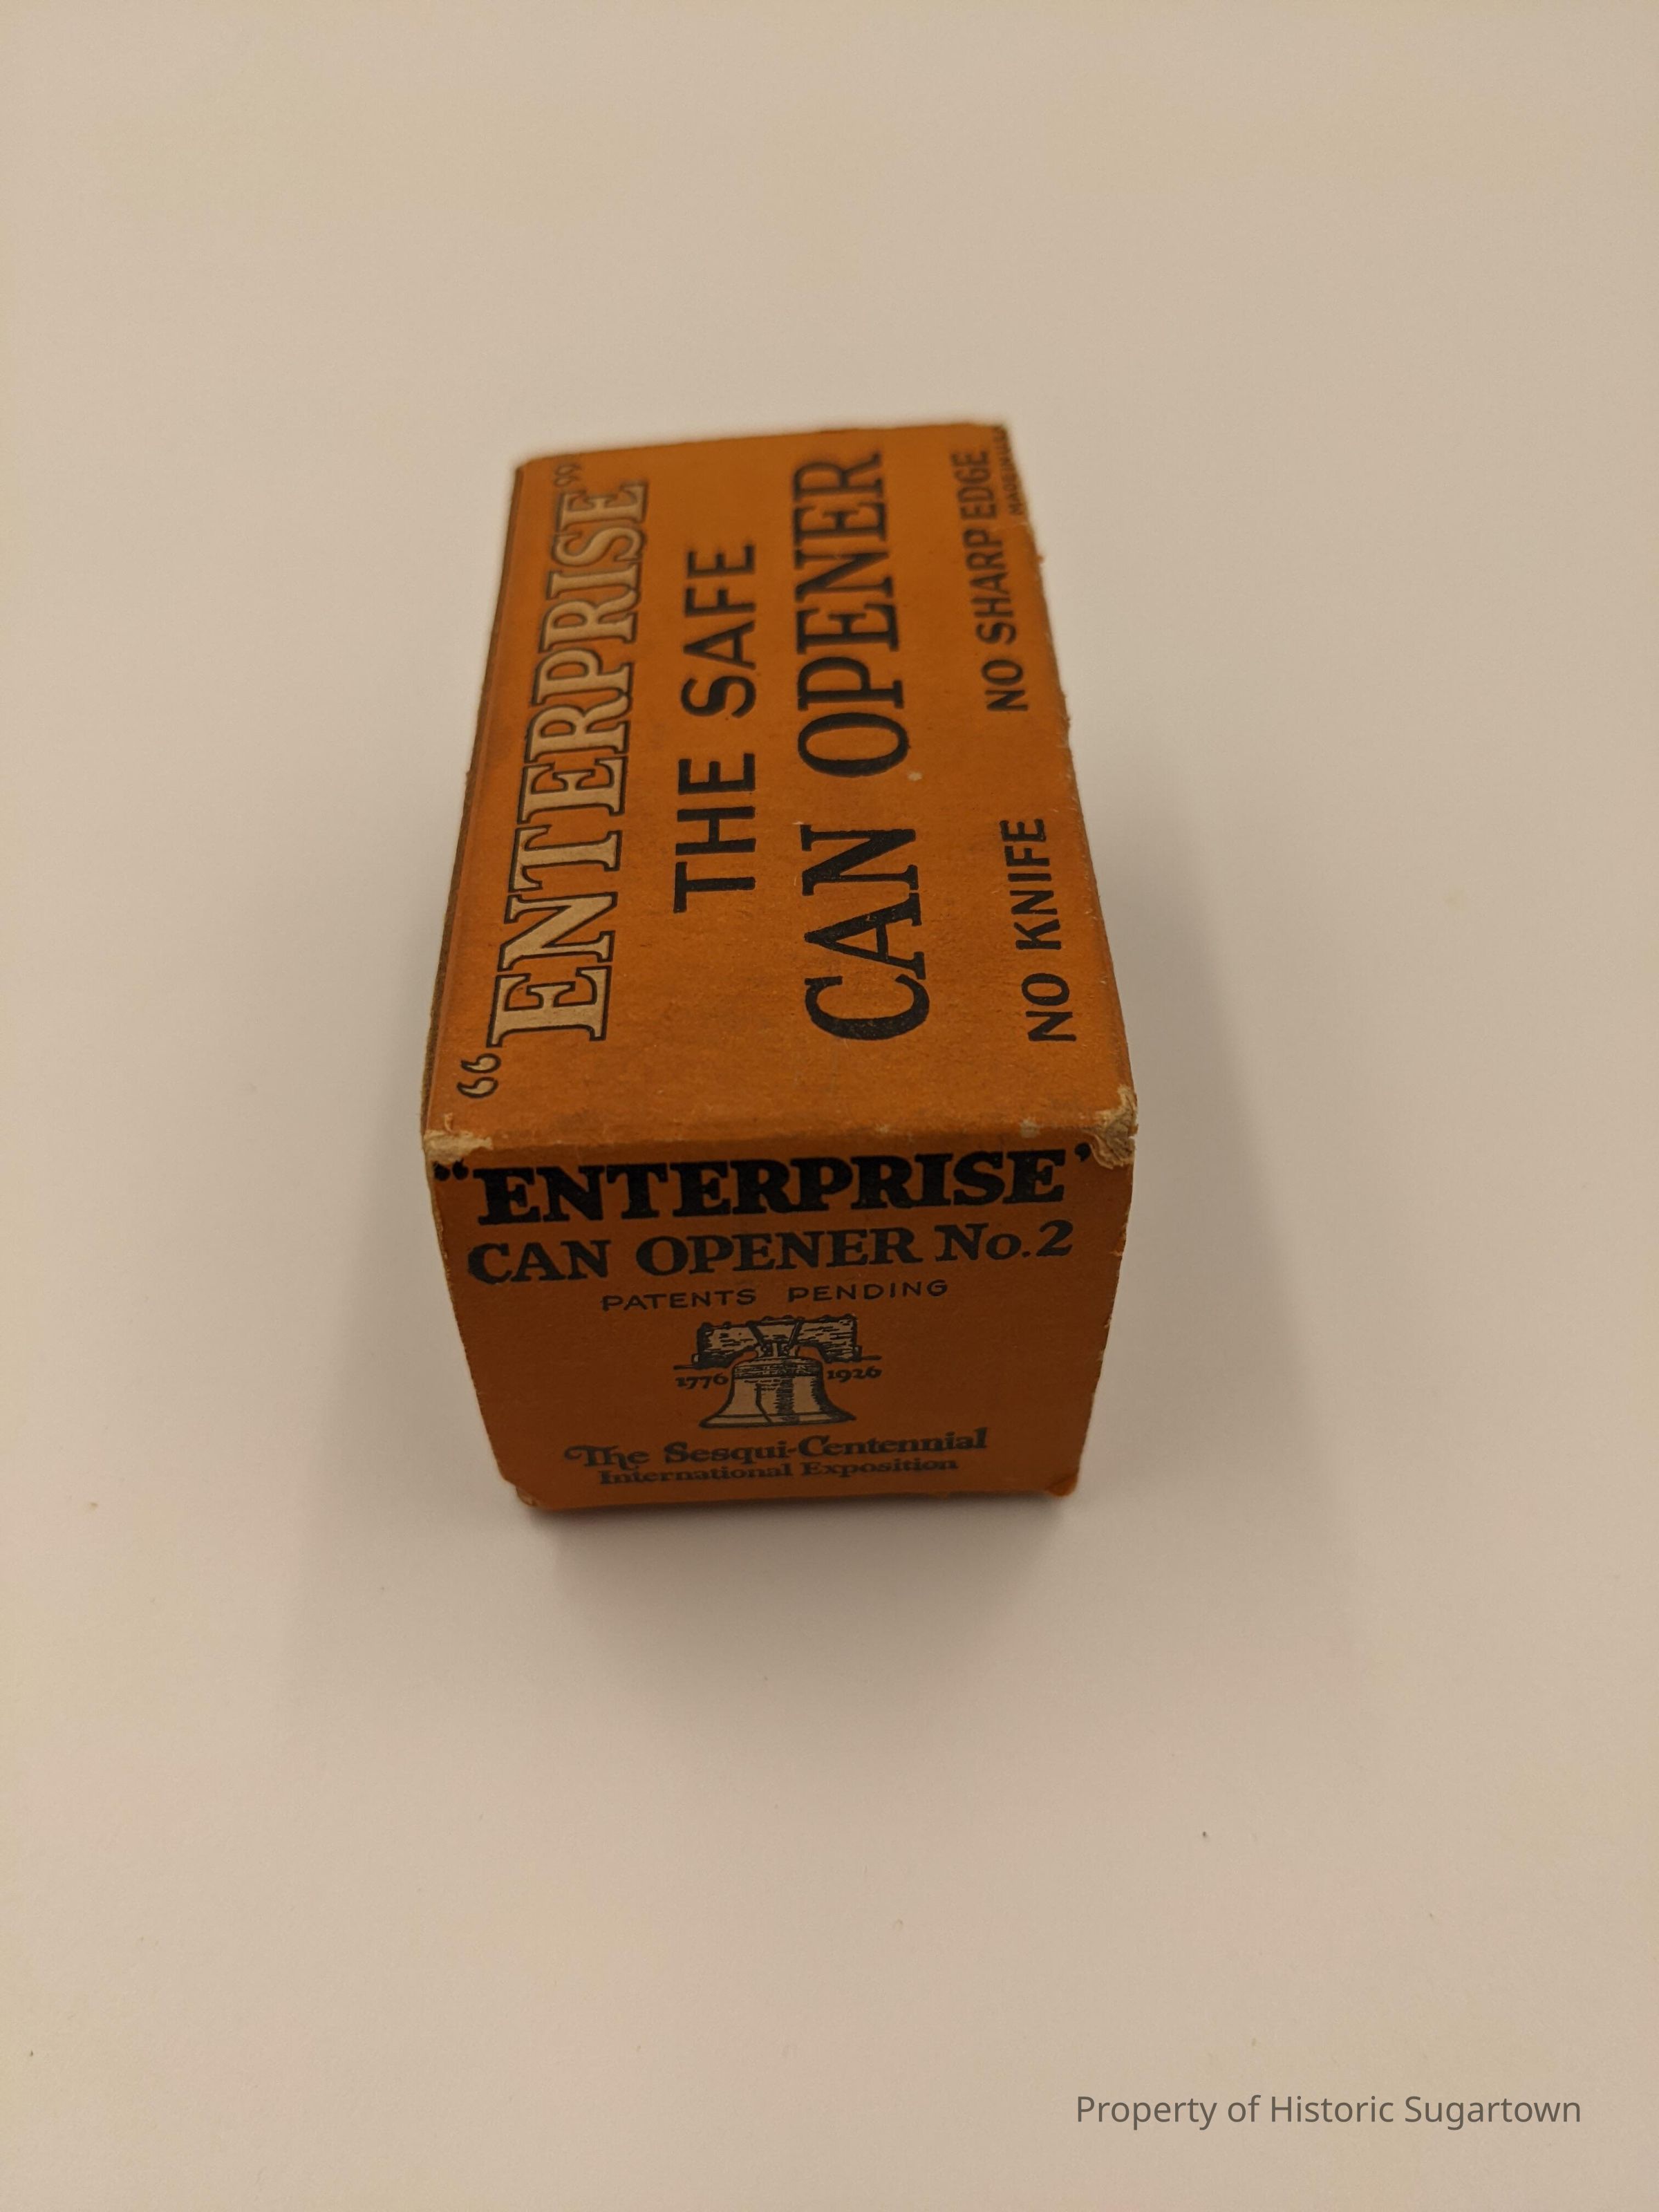 “ENTERPRISE”
THE SAFE
CAN OPENER
NO KNIFE NO SHARP EDGE
“ENTERPRISE’
CAN OPENER No.2
PATENTS PENDING
1776 1926
The Sesqui-Centennial
International Exposition
Property of Historic Sugartown